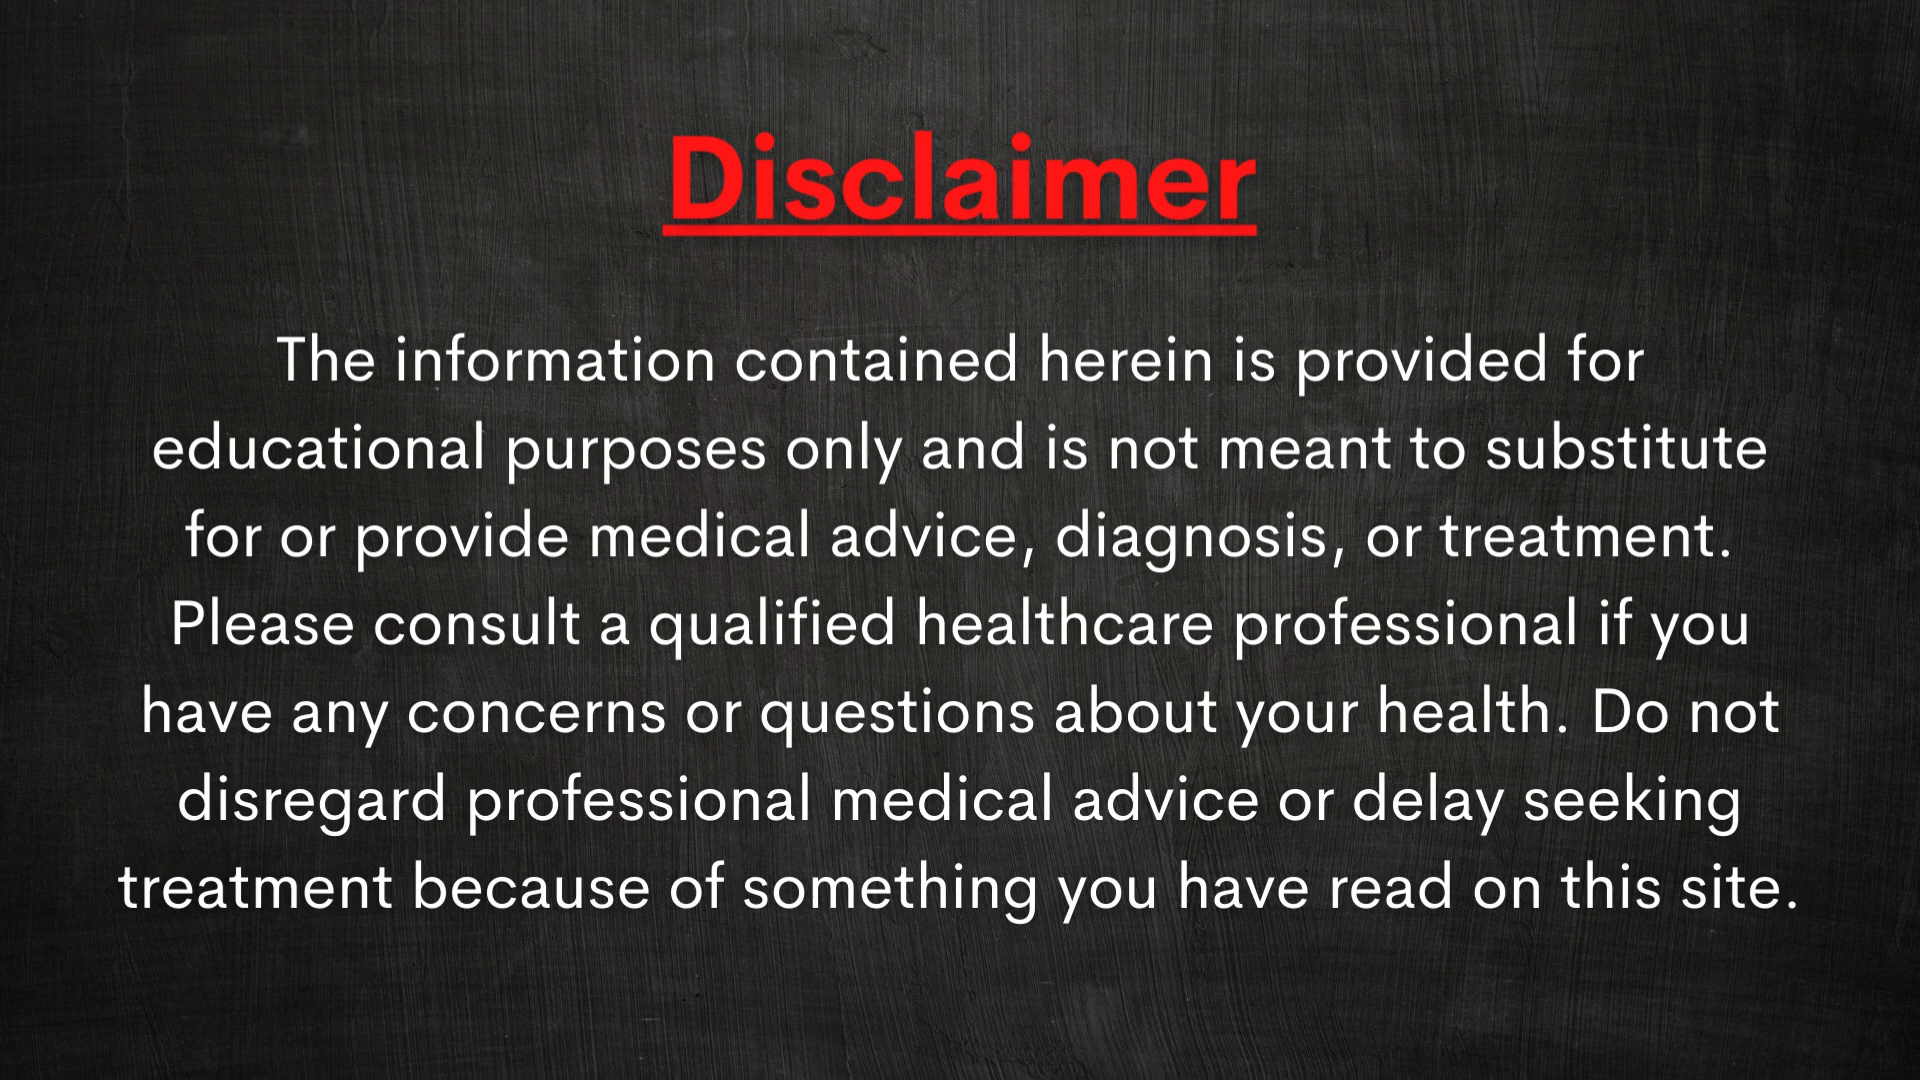 Disclaimer
The information contained herein is provided for
educational purposes only and is not meant to substitute
for or provide medical advice, diagnosis, or treatment.
Please consult a qualified healthcare professional if you
have any concerns or questions about your health. Do not
disregard professional medical advice or delay seeking
treatment because of something you have read on this site.